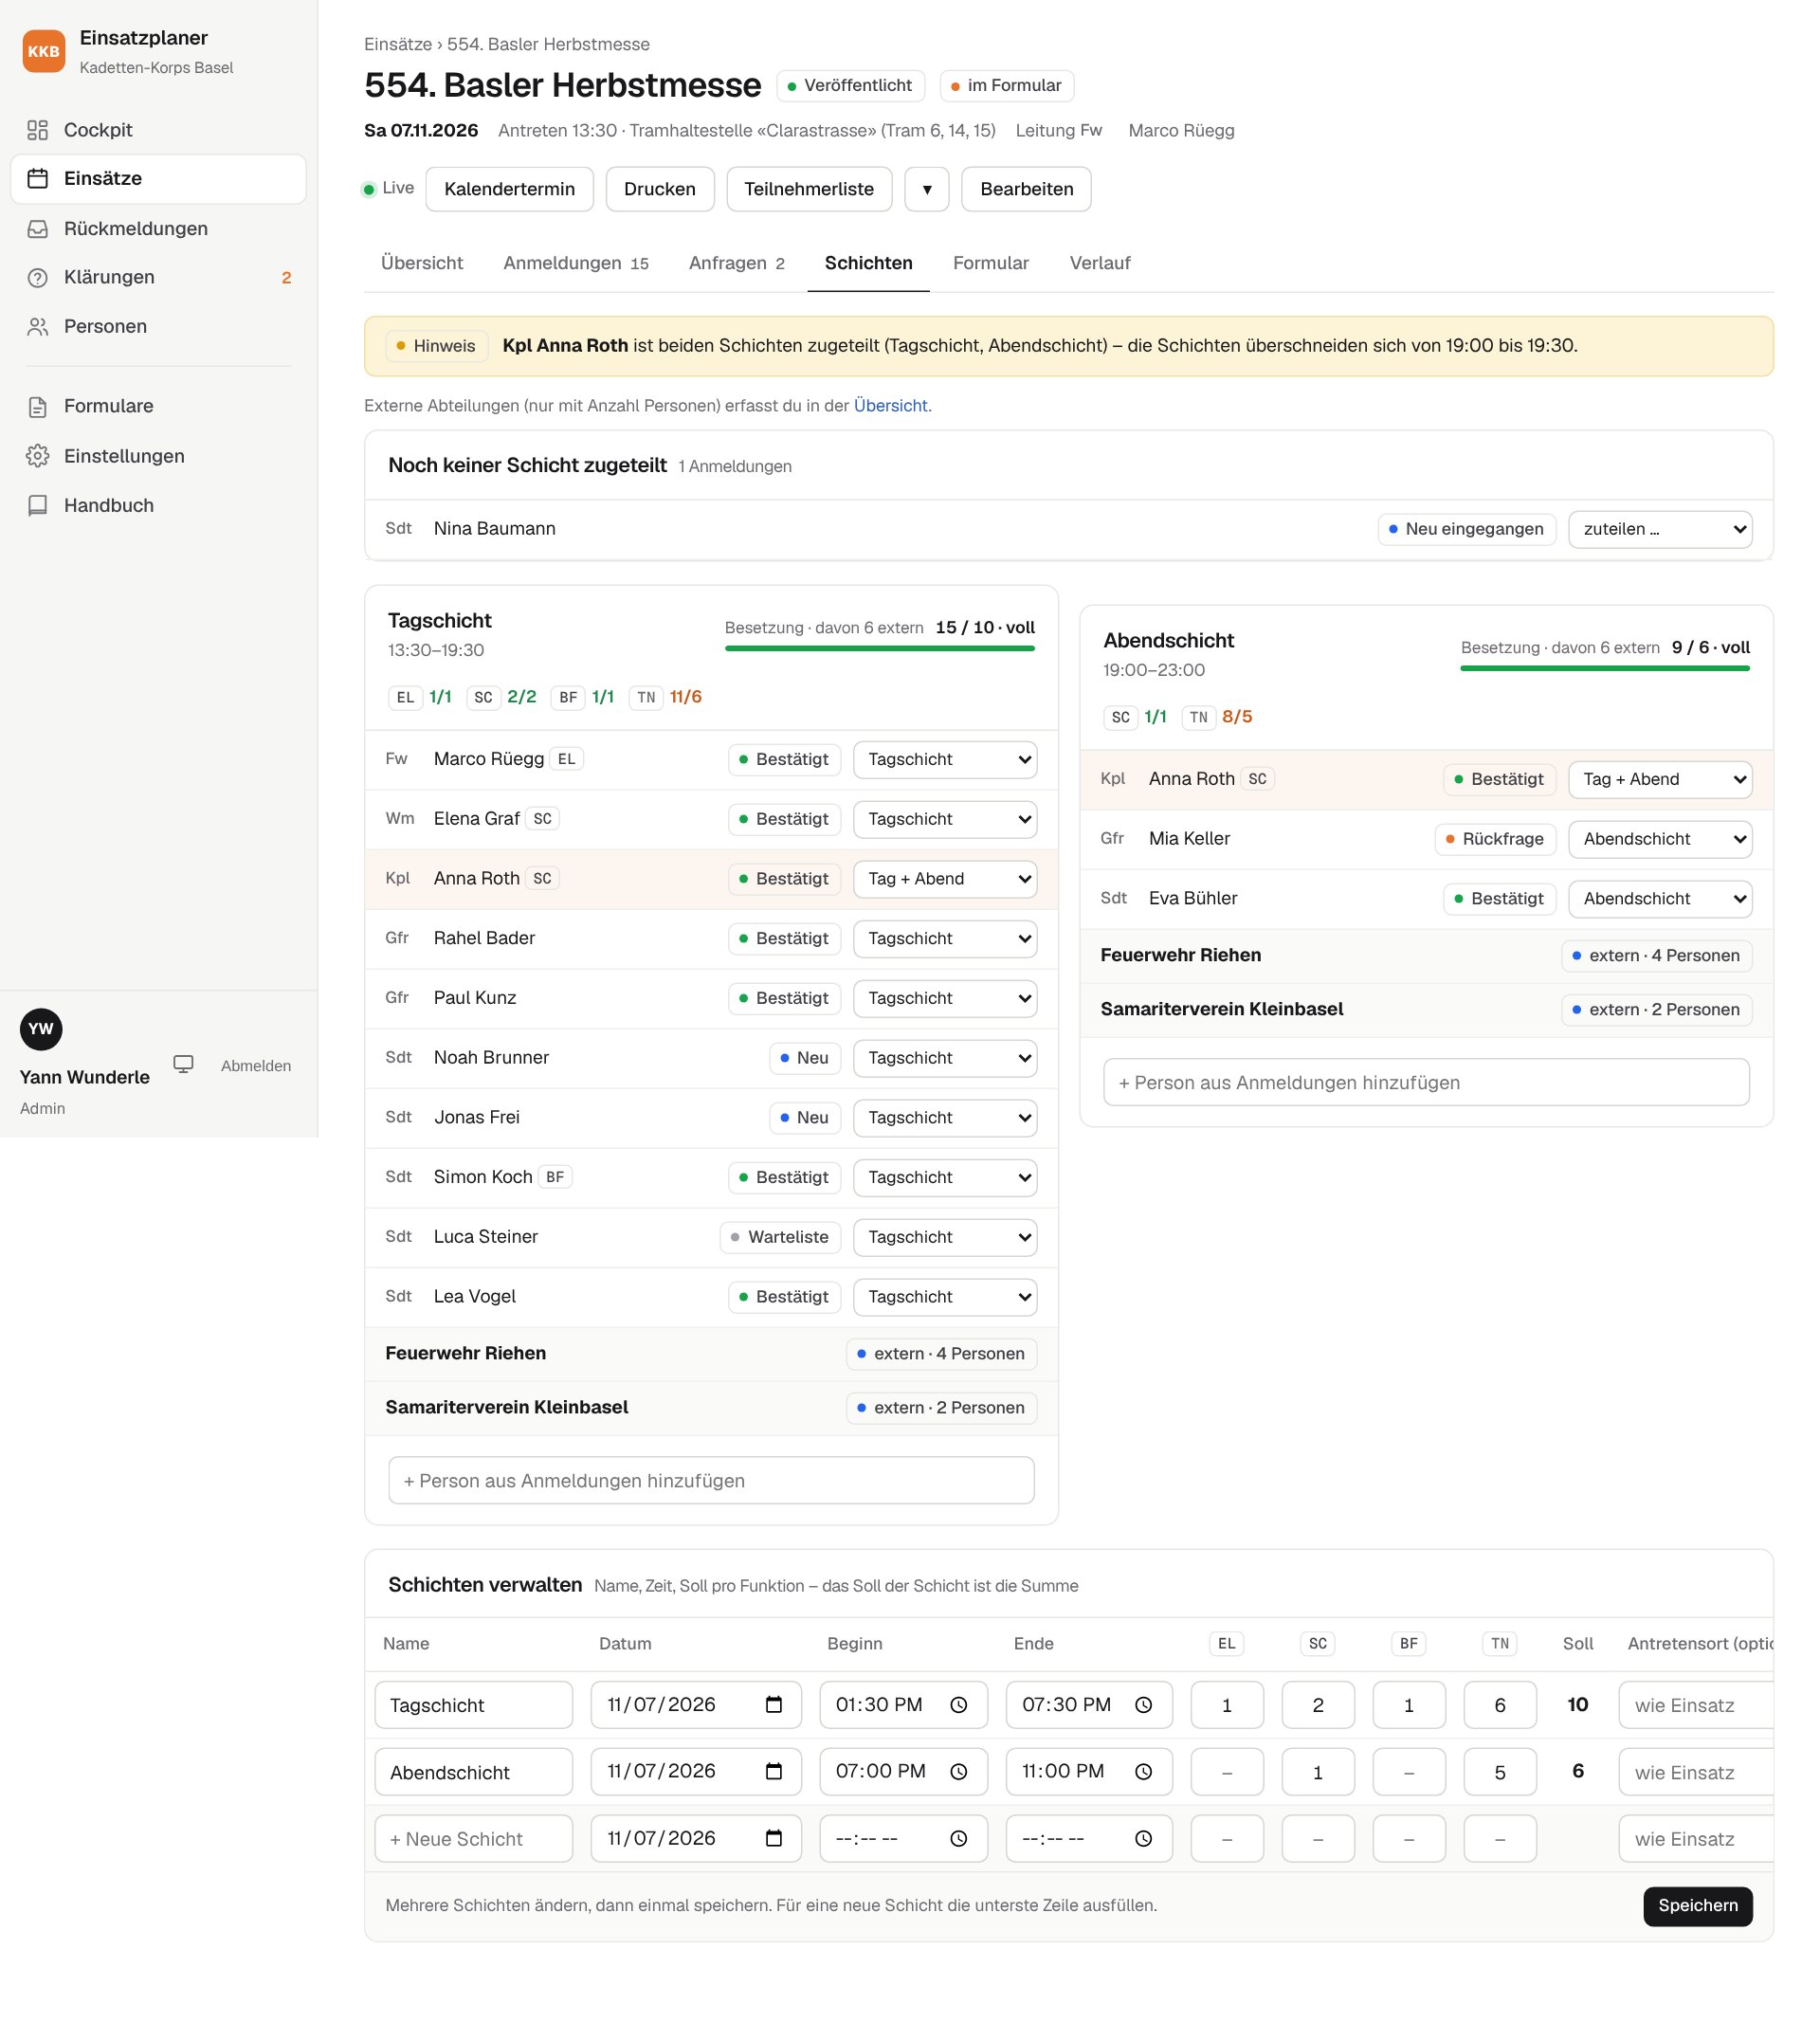 KKB
Einsatzplaner
Kadetten-Korps Basel
Cockpit
Einsätze
Rückmeldungen
Klärungen 2
Personen
Formulare
Einstellungen
Handbuch
YW
Yann Wunderle
Admin
Abmelden
Einsätze › 554. Basler Herbstmesse
554. Basler Herbstmesse Veröffentlicht im Formular
Sa 07.11.2026 Antreten 13:30 · Tramhaltestelle «Clarastrasse» (Tram 6, 14, 15) Leitung Fw Marco Rüegg
Live Kalendertermin Drucken Teilnehmerliste ▼ Bearbeiten
Übersicht Anmeldungen 15 Anfragen 2 Schichten Formular Verlauf
Hinweis Kpl Anna Roth ist beiden Schichten zugeteilt (Tagschicht, Abendschicht) – die Schichten überschneiden sich von 19:00 bis 19:30.
Externe Abteilungen (nur mit Anzahl Personen) erfasst du in der Übersicht.
Noch keiner Schicht zugeteilt 1 Anmeldungen
Sdt Nina Baumann Neu eingegangen zuteilen ...
Tagschicht
13:30–19:30
Besetzung · davon 6 extern 15 / 10 · voll
EL 1/1 SC 2/2 BF 1/1 TN 11/6
Fw Marco Rüegg EL Bestätigt Tagschicht
Wm Elena Graf SC Bestätigt Tagschicht
Kpl Anna Roth SC Bestätigt Tag + Abend
Gfr Rahel Bader Bestätigt Tagschicht
Gfr Paul Kunz Bestätigt Tagschicht
Sdt Noah Brunner Neu Tagschicht
Sdt Jonas Frei Neu Tagschicht
Sdt Simon Koch BF Bestätigt Tagschicht
Sdt Luca Steiner Warteliste Tagschicht
Sdt Lea Vogel Bestätigt Tagschicht
Feuerwehr Riehen extern · 4 Personen
Samariterverein Kleinbasel extern · 2 Personen
+ Person aus Anmeldungen hinzufügen
Abendschicht
19:00–23:00
Besetzung · davon 6 extern 9 / 6 · voll
SC 1/1 TN 8/5
Kpl Anna Roth SC Bestätigt Tag + Abend
Gfr Mia Keller Rückfrage Abendschicht
Sdt Eva Bühler Bestätigt Abendschicht
Feuerwehr Riehen extern · 4 Personen
Samariterverein Kleinbasel extern · 2 Personen
+ Person aus Anmeldungen hinzufügen
Schichten verwalten Name, Zeit, Soll pro Funktion – das Soll der Schicht ist die Summe
Name Datum Beginn Ende EL SC BF TN Soll Antretensort (optio
Tagschicht 11/07/2026 01:30 PM 07:30 PM 1 2 1 6 10 wie Einsatz
Abendschicht 11/07/2026 07:00 PM 11:00 PM – 1 – 5 6 wie Einsatz
+ Neue Schicht 11/07/2026 --:-- -- --:-- -- – – – – wie Einsatz
Mehrere Schichten ändern, dann einmal speichern. Für eine neue Schicht die unterste Zeile ausfüllen. Speichern